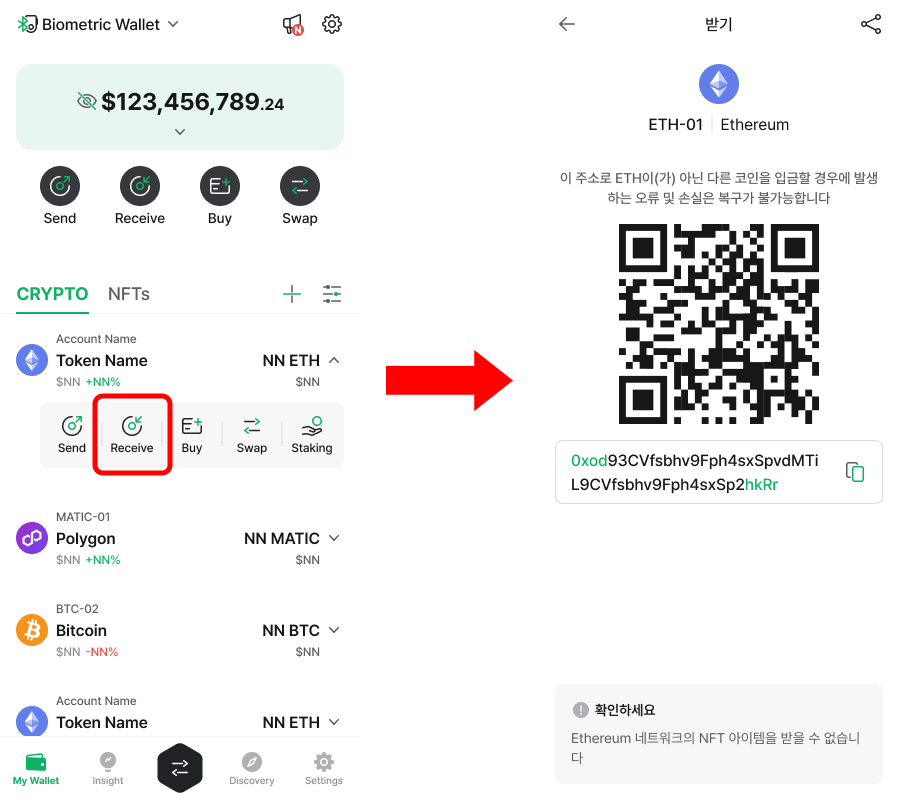 Biometric Wallet
N
$123,456,789.24
Send Receive Buy Swap
CRYPTO NFTs
Account Name
Token Name NN ETH
$NN +NN% $NN
Send Receive Buy Swap Staking
MATIC-01
Polygon NN MATIC
$NN +NN% $NN
BTC-02
Bitcoin NN BTC
$NN -NN% $NN
Account Name
Token Name NN ETH
My Wallet Insight Discovery Settings
받기
ETH-01 Ethereum
이 주소로 ETH이(가) 아닌 다른 코인을 입금할 경우에 발생
하는 오류 및 손실은 복구가 불가능합니다
0xod93CVfsbhv9Fph4sxSpvdMTi
L9CVfsbhv9Fph4sxSp2hkRr
확인하세요
Ethereum 네트워크의 NFT 아이템을 받을 수 없습니
다